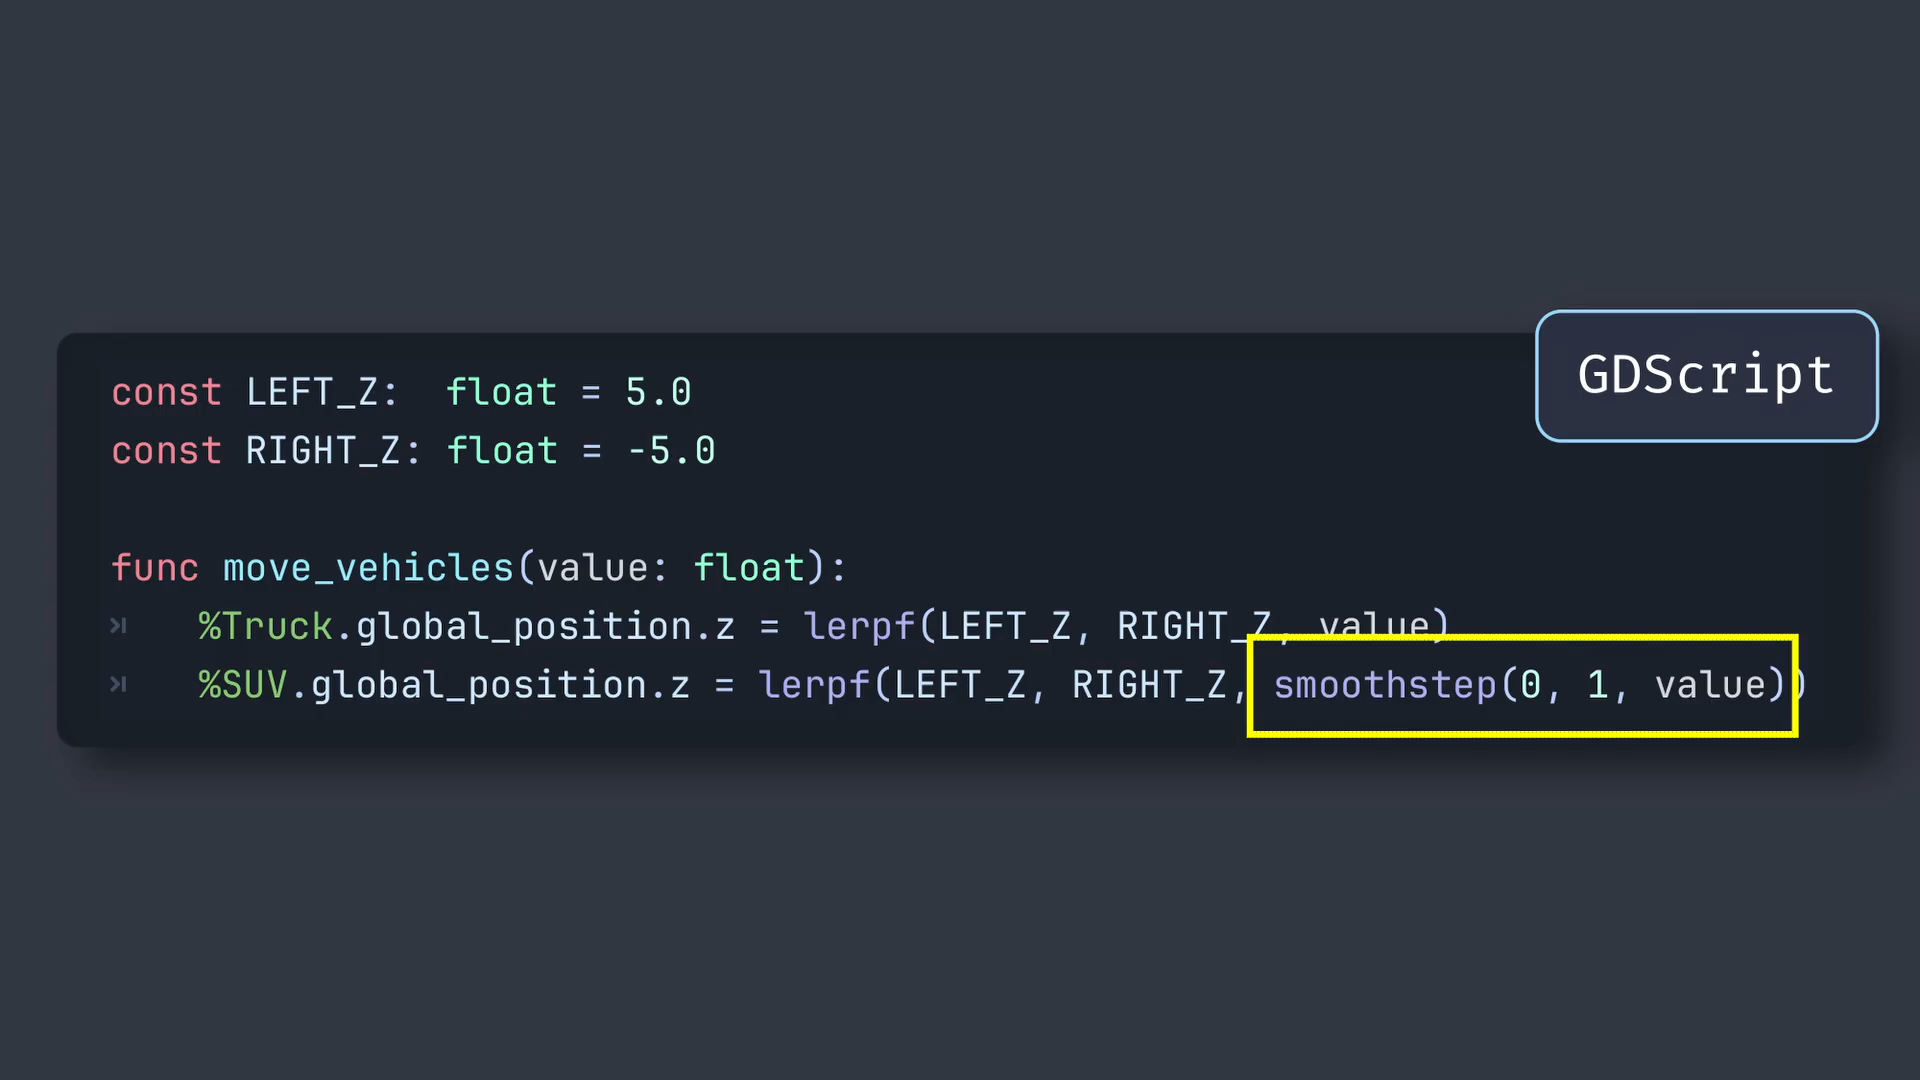 GDScript
const LEFT_Z:  float = 5.0
const RIGHT_Z: float = -5.0
func move_vehicles(value: float):
%Truck.global_position.z = lerpf(LEFT_Z, RIGHT_Z, value)
%SUV.global_position.z = lerpf(LEFT_Z, RIGHT_Z, smoothstep(0, 1, value))